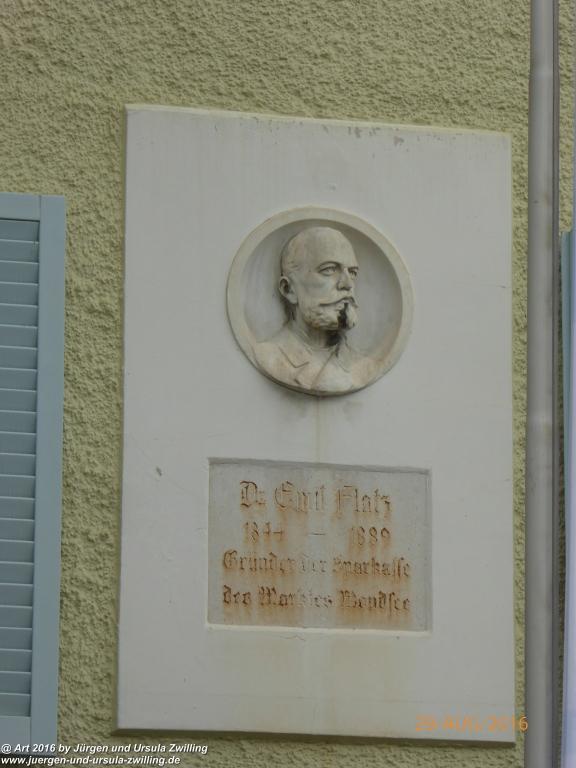 Dr Emil Flatz
1844 – 1889
Gründer der Sparkasse
des Marktes Mondsee
29 AUG 2016
@ Art 2016 by Jürgen und Ursula Zwilling
www.juergen-und-ursula-zwilling.de